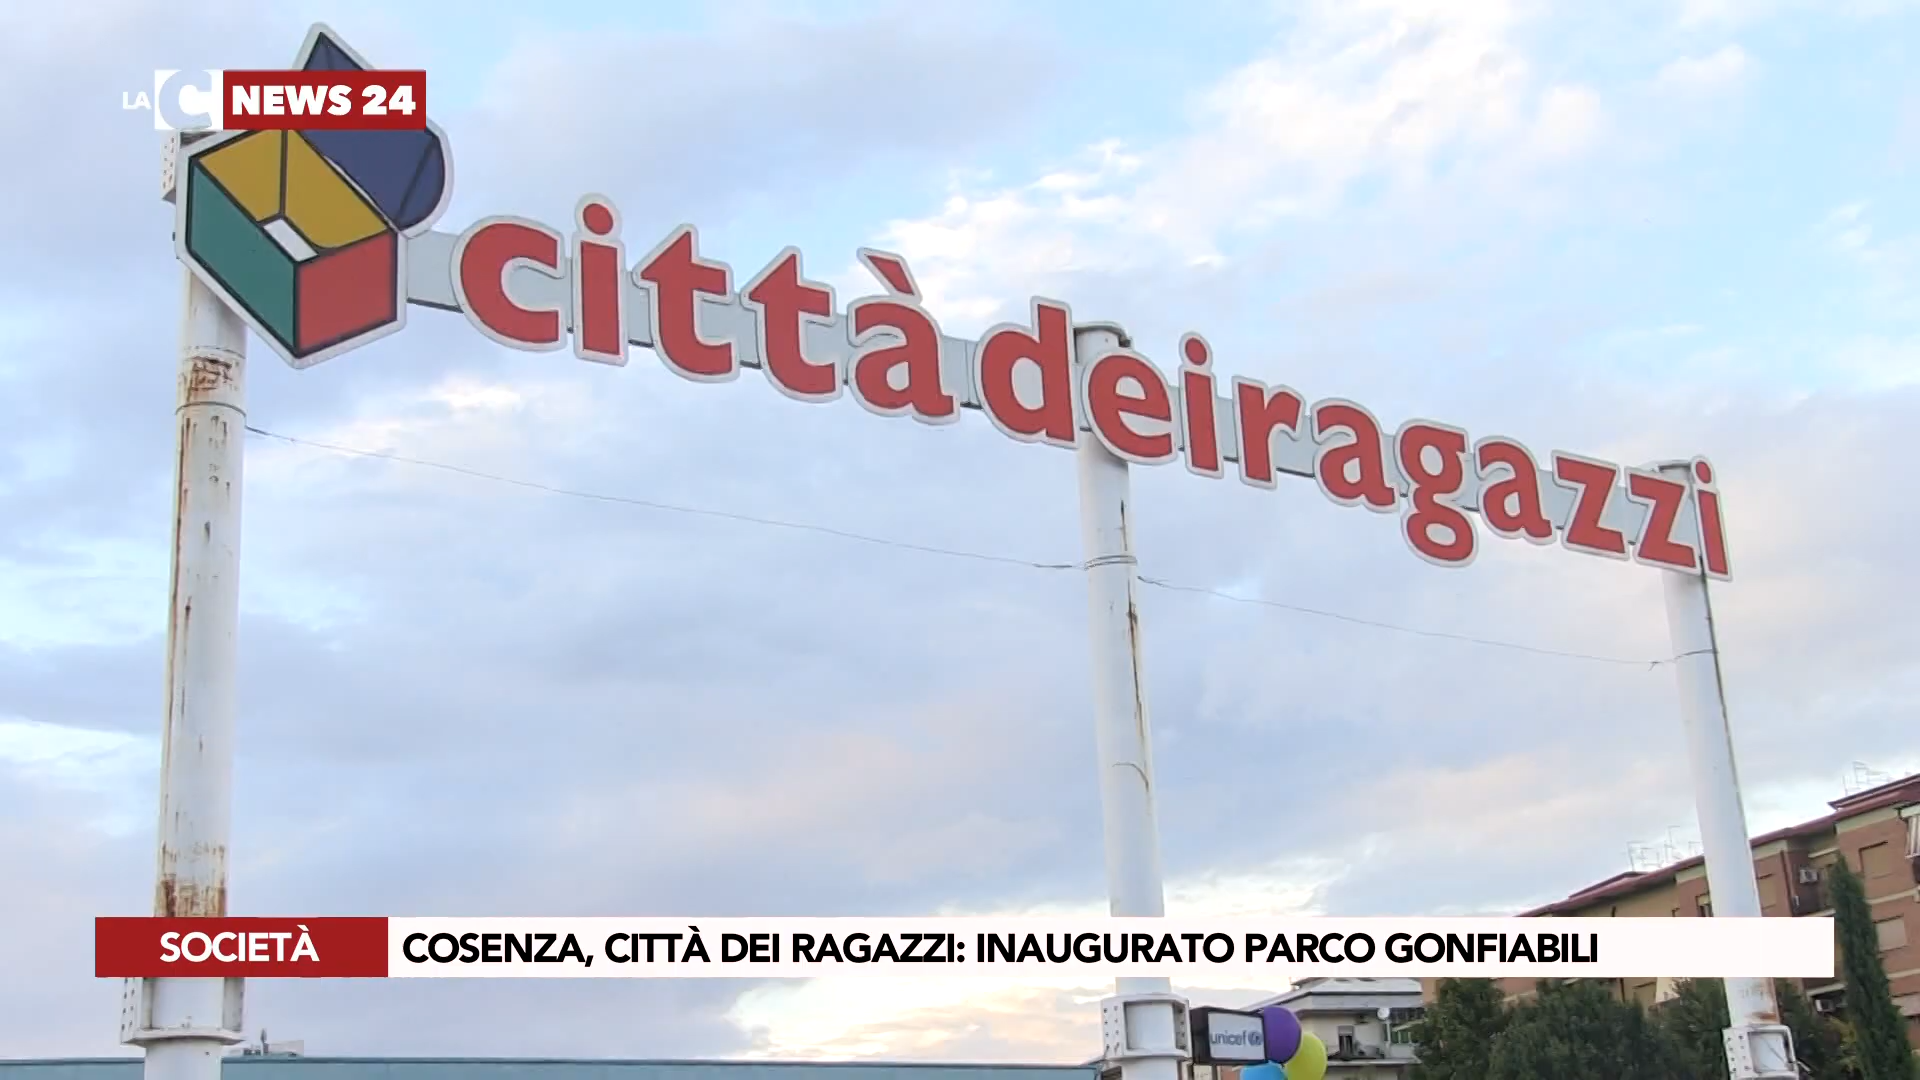 LA C NEWS 24
cittàdeiragazzi
SOCIETÀ COSENZA, CITTÀ DEI RAGAZZI: INAUGURATO PARCO GONFIABILI
unicef